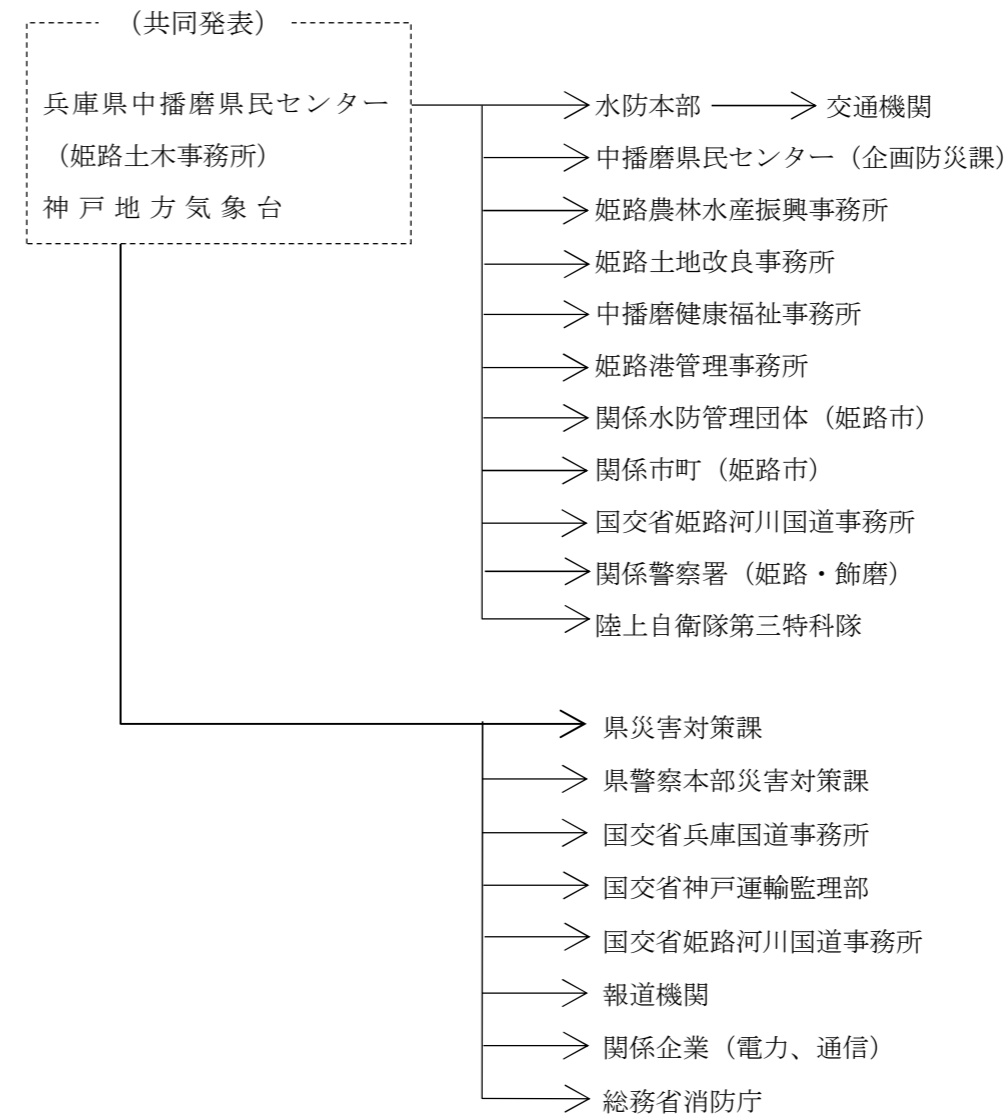 （共同発表）
兵庫県中播磨県民センター
（姫路土木事務所）
神戸地方気象台
水防本部 交通機関
中播磨県民センター（企画防災課）
姫路農林水産振興事務所
姫路土地改良事務所
中播磨健康福祉事務所
姫路港管理事務所
関係水防管理団体（姫路市）
関係市町（姫路市）
国交省姫路河川国道事務所
関係警察署（姫路・飾磨）
陸上自衛隊第三特科隊
県災害対策課
県警察本部災害対策課
国交省兵庫国道事務所
国交省神戸運輸監理部
国交省姫路河川国道事務所
報道機関
関係企業（電力、通信）
総務省消防庁